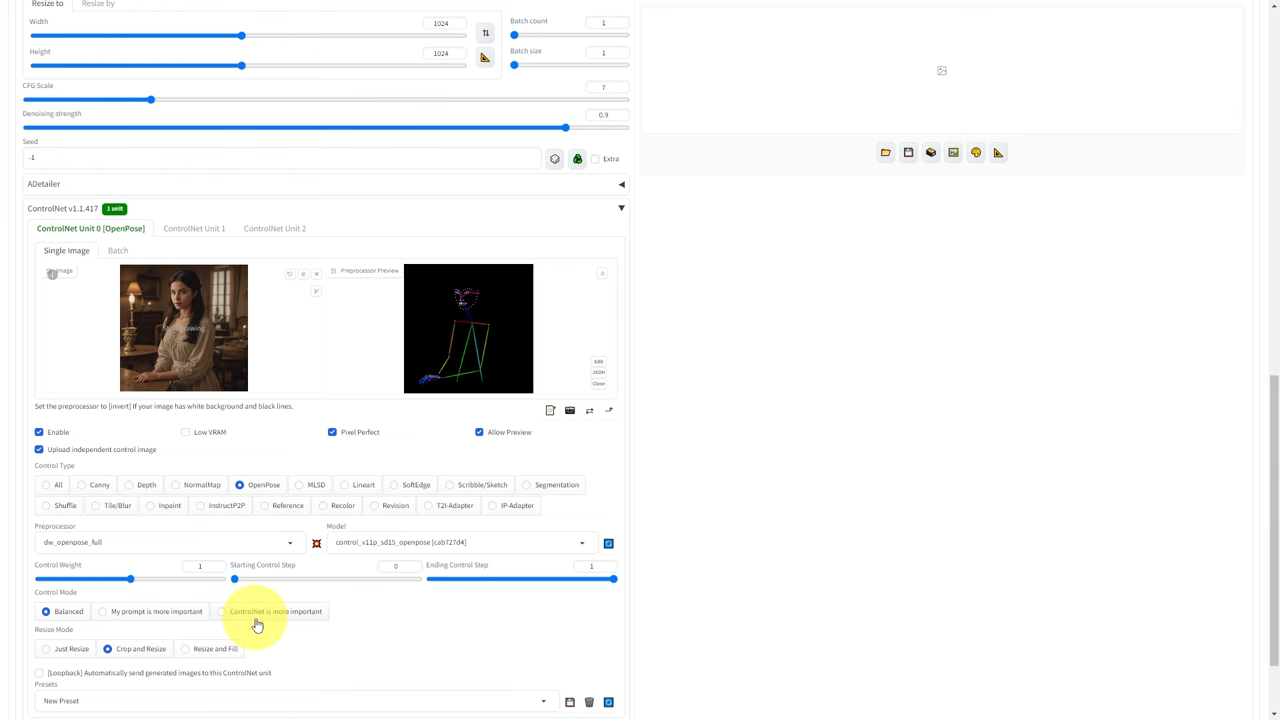 Resize to Resize by
Width 1024 Batch count 1
Height 1024 Batch size 1
CFG Scale 7
Denoising strength 0.9
Seed
-1 Extra
ADetailer
ControlNet v1.1.417 1 unit
ControlNet Unit 0 [OpenPose] ControlNet Unit 1 ControlNet Unit 2
Single Image Batch
Image Preprocessor Preview
Start drawing
Edit
JSON
Close
Set the preprocessor to [invert] If your image has white background and black lines.
Enable Low VRAM Pixel Perfect Allow Preview
Upload independent control image
Control Type
All Canny Depth NormalMap OpenPose MLSD Lineart SoftEdge Scribble/Sketch Segmentation
Shuffle Tile/Blur Inpaint InstructP2P Reference Recolor Revision T2I-Adapter IP-Adapter
Preprocessor Model
dw_openpose_full control_v11p_sd15_openpose [cab727d4]
Control Weight 1 Starting Control Step 0 Ending Control Step 1
Control Mode
Balanced My prompt is more important ControlNet is more important
Resize Mode
Just Resize Crop and Resize Resize and Fill
[Loopback] Automatically send generated images to this ControlNet unit
Presets
New Preset